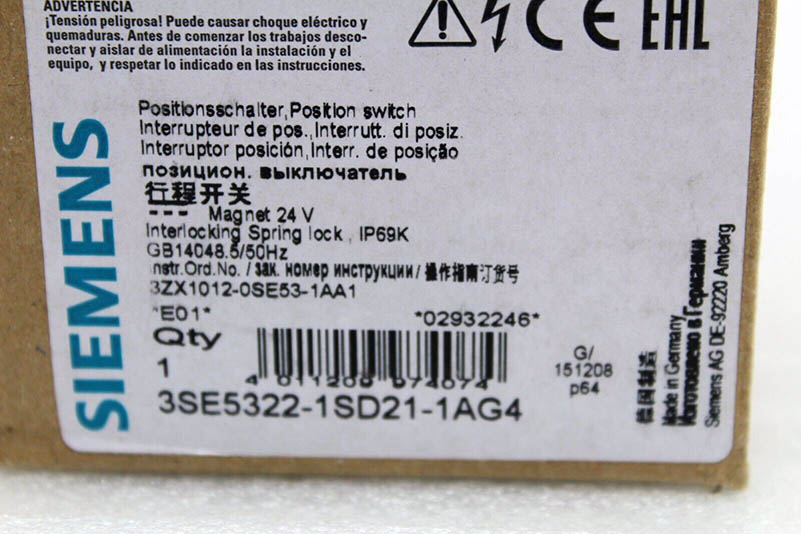 ADVERTENCIA
¡Tensión peligrosa! Puede causar choque eléctrico y
quemaduras. Antes de comenzar los trabajos desco-
nectar y aislar de alimentación la instalación y el
equipo, y respetar lo indicado en las instrucciones.
CE EAC
SIEMENS
Positionsschalter,Position switch
Interrupteur de pos.,Interrutt. di posiz.
Interruptor posición,Interr. de posição
позицион. выключатель
行程开关
--- Magnet 24 V
Interlocking Spring lock , IP69K
GB14048.5/50Hz
Instr.Ord.No. / зак. номер инструкции / 操作指南订货号
3ZX1012-0SE53-1AA1
*E01* *02932246*
Qty
1
4 011208 974074
G/
151208
p64
3SE5322-1SD21-1AG4
德国制造
Made in Germany
Изготовлено в Германии
Siemens AG DE-92220 Amberg